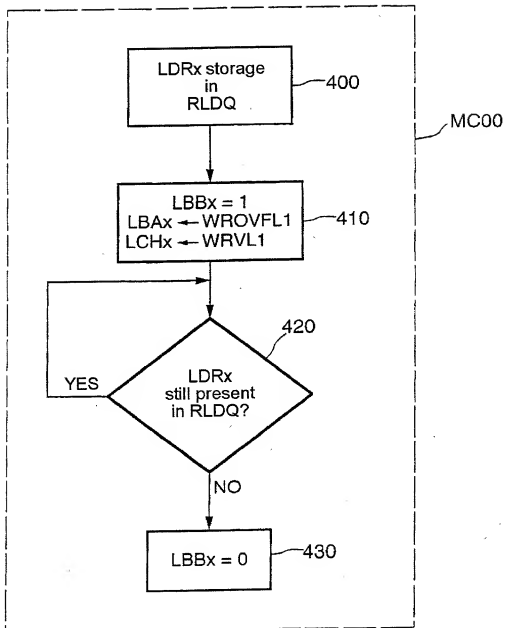 LDRx storage
in
RLDQ
400
MC00
LBBx = 1
LBAx ← WROVFL1
LCHx ← WRVL1
410
420
LDRx
still present
in RLDQ?
YES
NO
LBBx = 0
430